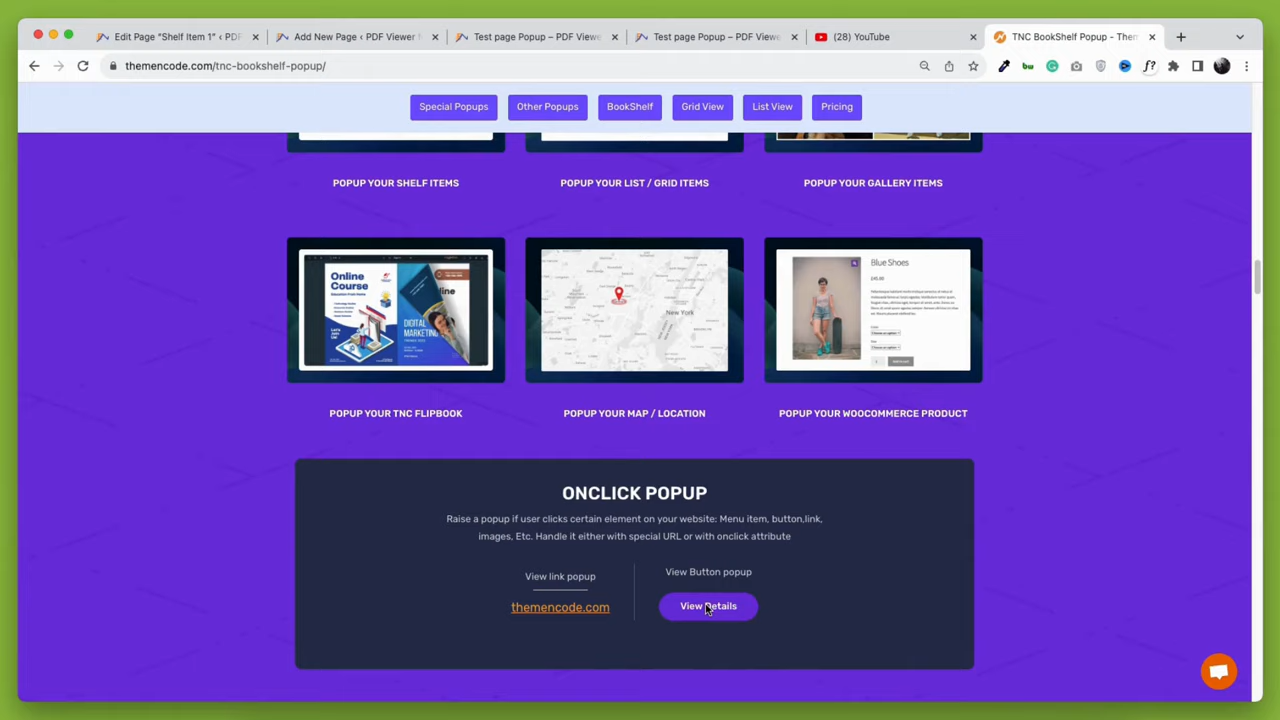 Edit Page "Shelf Item 1" ‹ PDF
Add New Page ‹ PDF Viewer
Test page Popup – PDF Viewe
Test page Popup – PDF Viewe
(28) YouTube
TNC BookShelf Popup - Them
themencode.com/tnc-bookshelf-popup/
Special Popups
Other Popups
BookShelf
Grid View
List View
Pricing
POPUP YOUR SHELF ITEMS
POPUP YOUR LIST / GRID ITEMS
POPUP YOUR GALLERY ITEMS
Online
Course
DIGITAL
MARKETING
New York
Blue Shoes
POPUP YOUR TNC FLIPBOOK
POPUP YOUR MAP / LOCATION
POPUP YOUR WOOCOMMERCE PRODUCT
ONCLICK POPUP
Raise a popup if user clicks certain element on your website: Menu item, button,link,
images, Etc. Handle it either with special URL or with onclick attribute
View link popup
themencode.com
View Button popup
View Details